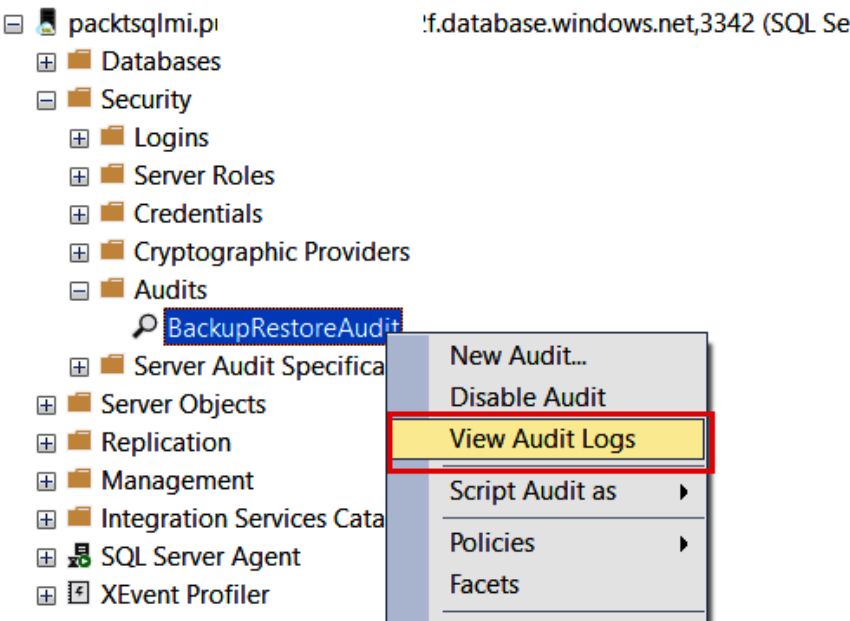 packtsqlmi.p !f.database.windows.net,3342 (SQL Se
Databases
Security
Logins
Server Roles
Credentials
Cryptographic Providers
Audits
BackupRestoreAudit
Server Audit Specifica
Server Objects
Replication
Management
Integration Services Cata
SQL Server Agent
XEvent Profiler
New Audit...
Disable Audit
View Audit Logs
Script Audit as
Policies
Facets